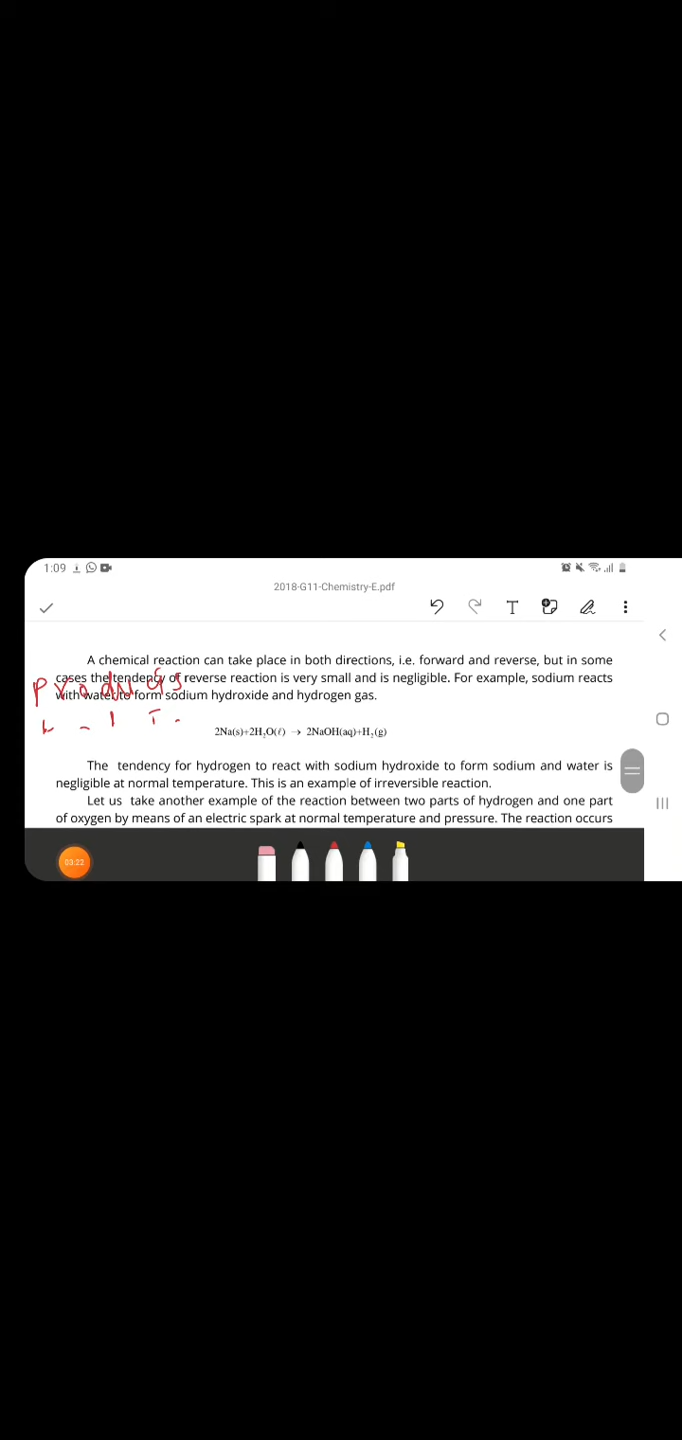 1:09
2018-G11-Chemistry-E.pdf
T
A chemical reaction can take place in both directions, i.e. forward and reverse, but in some
cases the tendency of reverse reaction is very small and is negligible. For example, sodium reacts
with water to form sodium hydroxide and hydrogen gas.
2Na(s)+2H₂O(ℓ) → 2NaOH(aq)+H₂(g)
The tendency for hydrogen to react with sodium hydroxide to form sodium and water is
negligible at normal temperature. This is an example of irreversible reaction.
Let us take another example of the reaction between two parts of hydrogen and one part
of oxygen by means of an electric spark at normal temperature and pressure. The reaction occurs
03:22